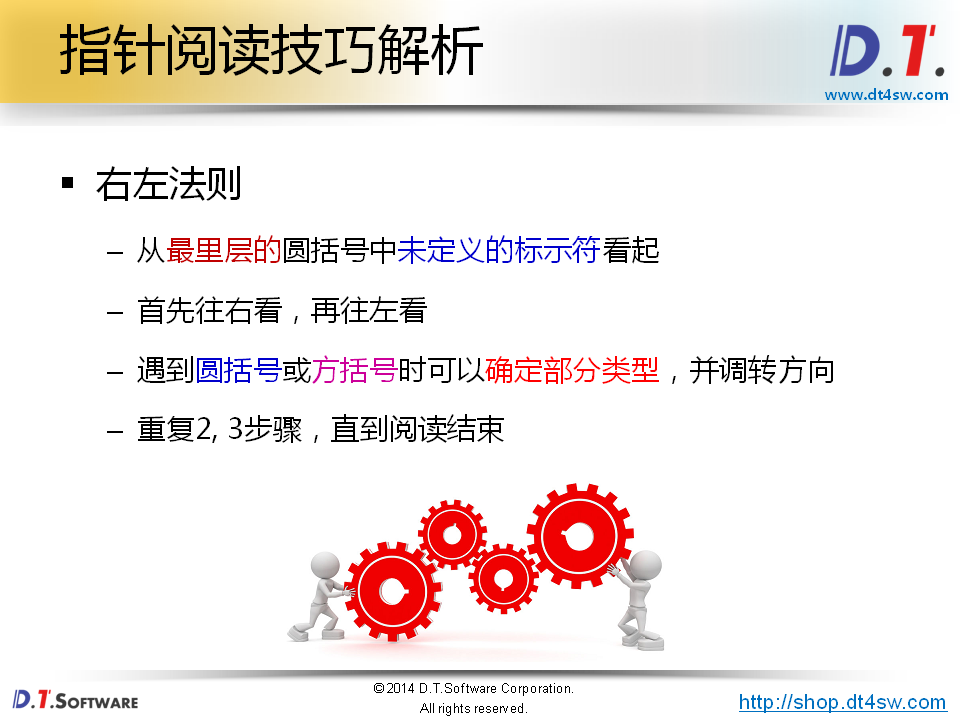 指针阅读技巧解析
D.T.
www.dt4sw.com
▪ 右左法则
– 从最里层的圆括号中未定义的标示符看起
– 首先往右看，再往左看
– 遇到圆括号或方括号时可以确定部分类型，并调转方向
– 重复2, 3步骤，直到阅读结束
D.T.SOFTWARE
©2014 D.T.Software Corporation.
All rights reserved.
http://shop.dt4sw.com